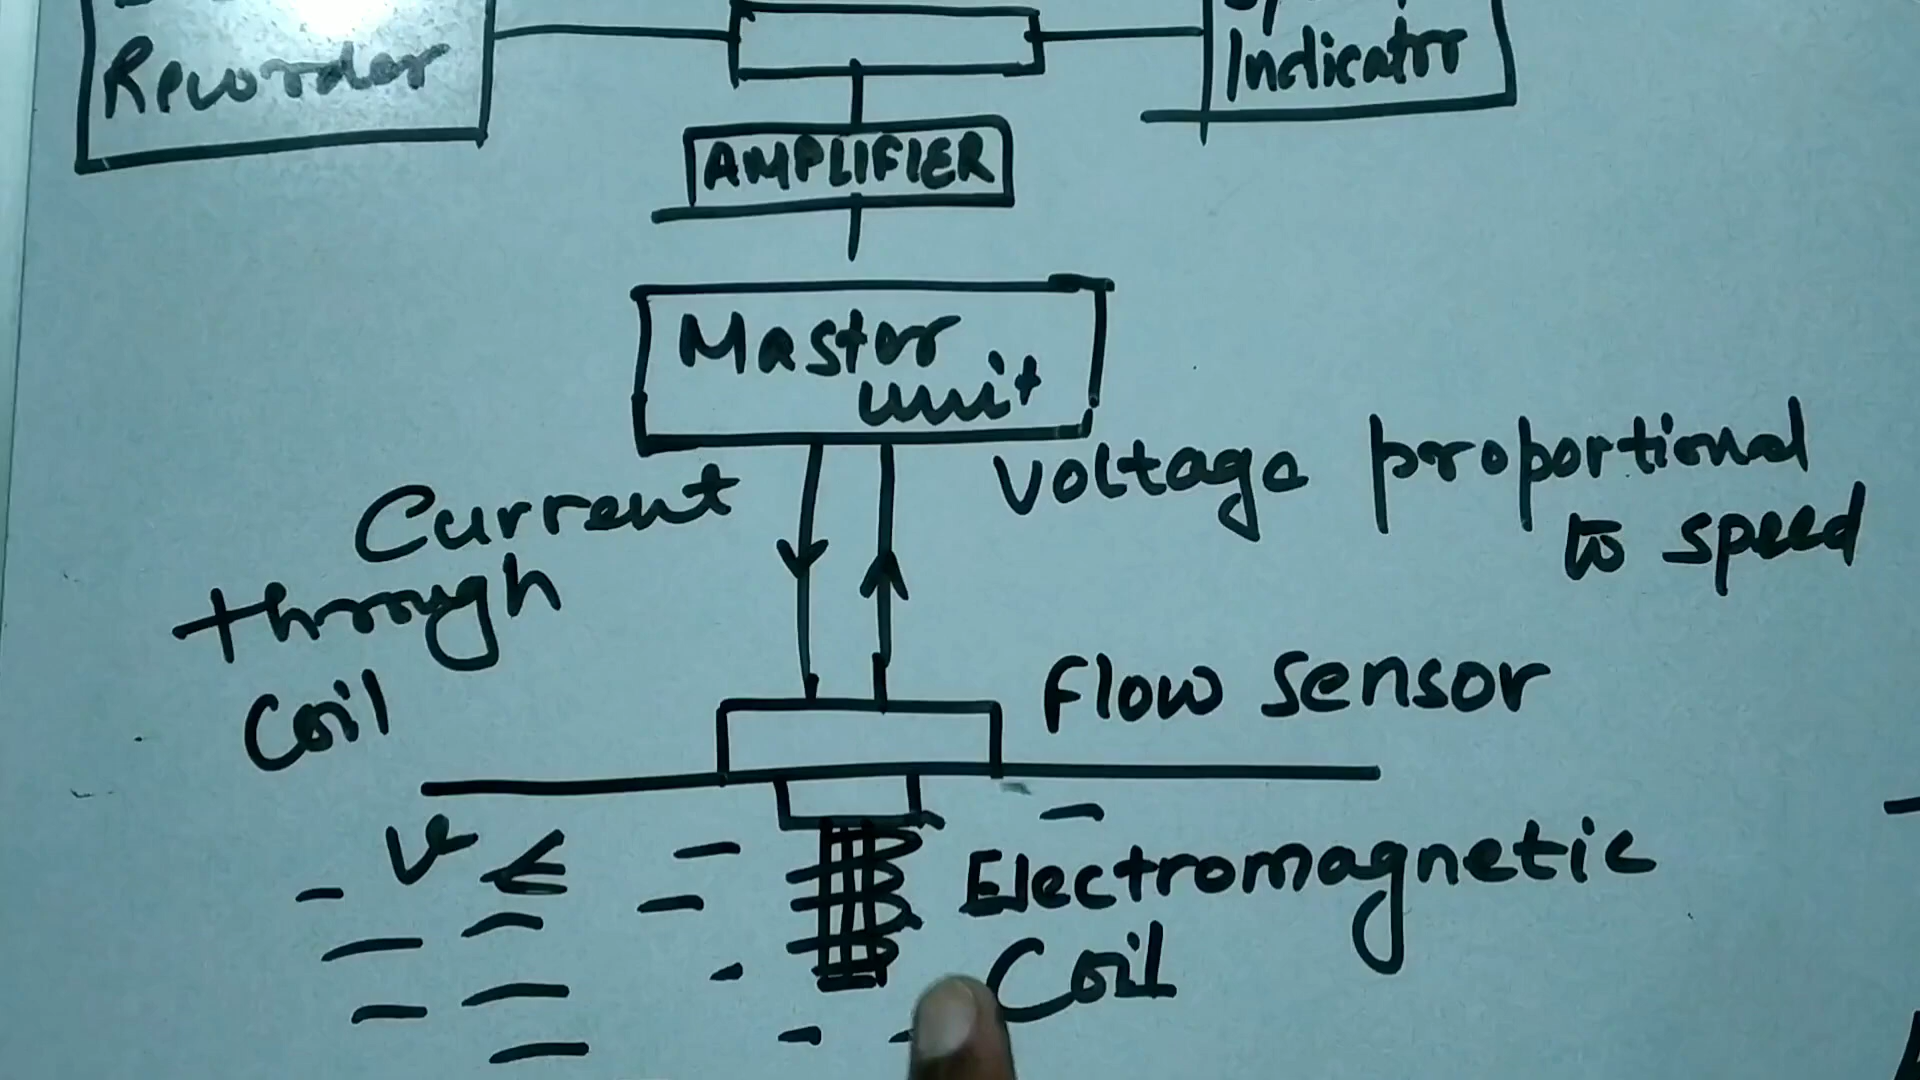 Recorder
Indicator
AMPLIFIER
Master
unit
Current
through
Coil
Voltage proportional
to speed
Flow Sensor
V
Electromagnetic
Coil